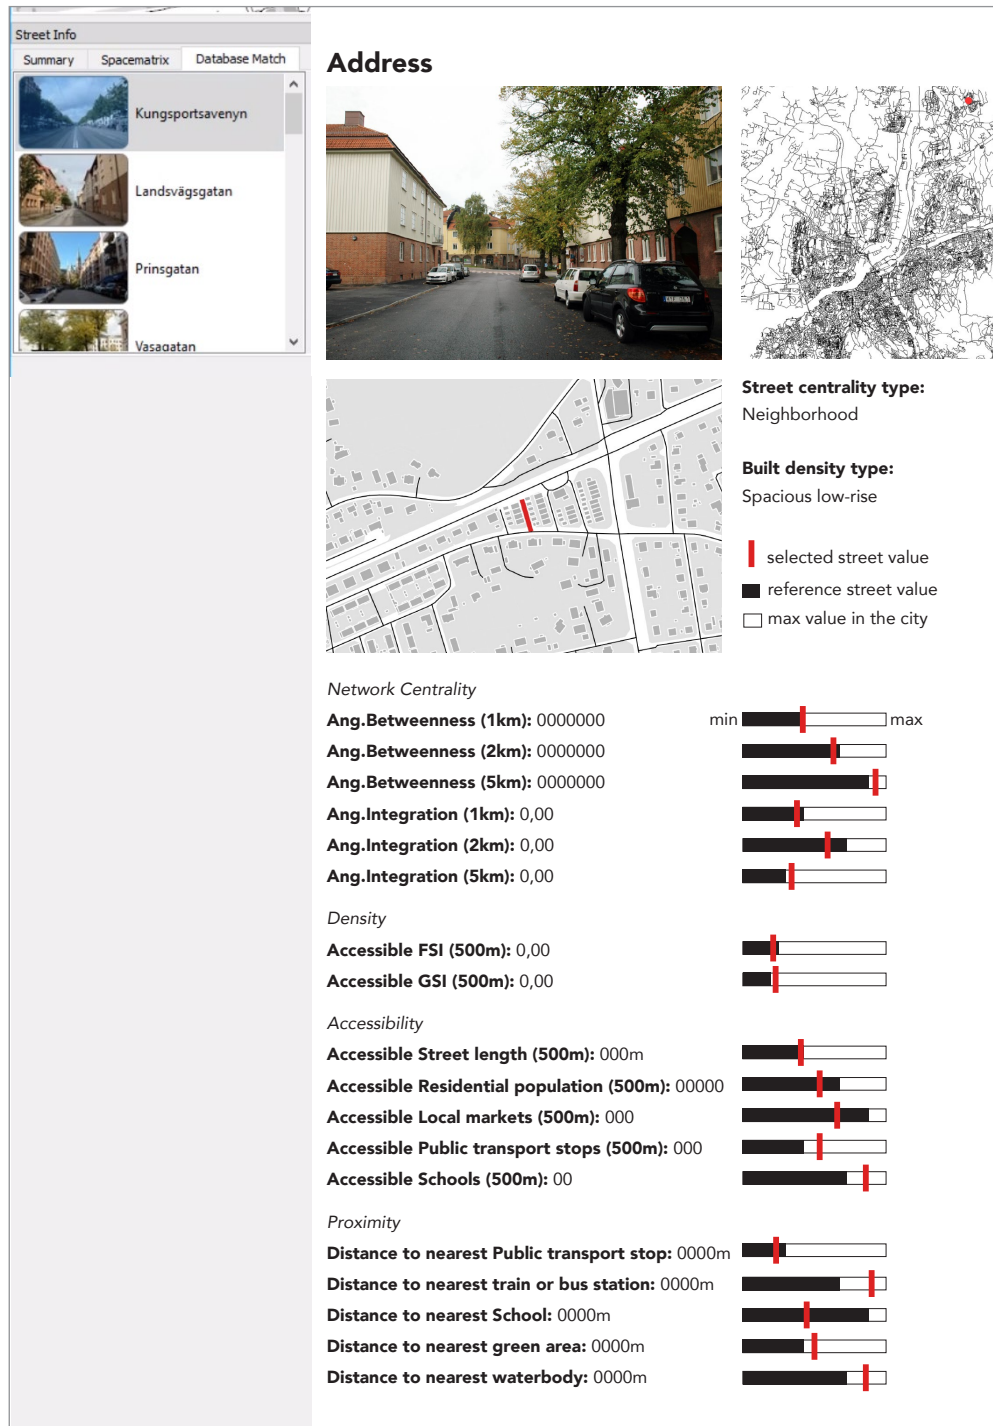 Street Info
Summary Spacematrix Database Match
Kungsportsavenyn
Landsvägsgatan
Prinsgatan
Vasagatan
Address
Street centrality type:
Neighborhood
Built density type:
Spacious low-rise
selected street value
reference street value
max value in the city
Network Centrality
Ang.Betweenness (1km): 0000000 min max
Ang.Betweenness (2km): 0000000
Ang.Betweenness (5km): 0000000
Ang.Integration (1km): 0,00
Ang.Integration (2km): 0,00
Ang.Integration (5km): 0,00
Density
Accessible FSI (500m): 0,00
Accessible GSI (500m): 0,00
Accessibility
Accessible Street length (500m): 000m
Accessible Residential population (500m): 00000
Accessible Local markets (500m): 000
Accessible Public transport stops (500m): 000
Accessible Schools (500m): 00
Proximity
Distance to nearest Public transport stop: 0000m
Distance to nearest train or bus station: 0000m
Distance to nearest School: 0000m
Distance to nearest green area: 0000m
Distance to nearest waterbody: 0000m